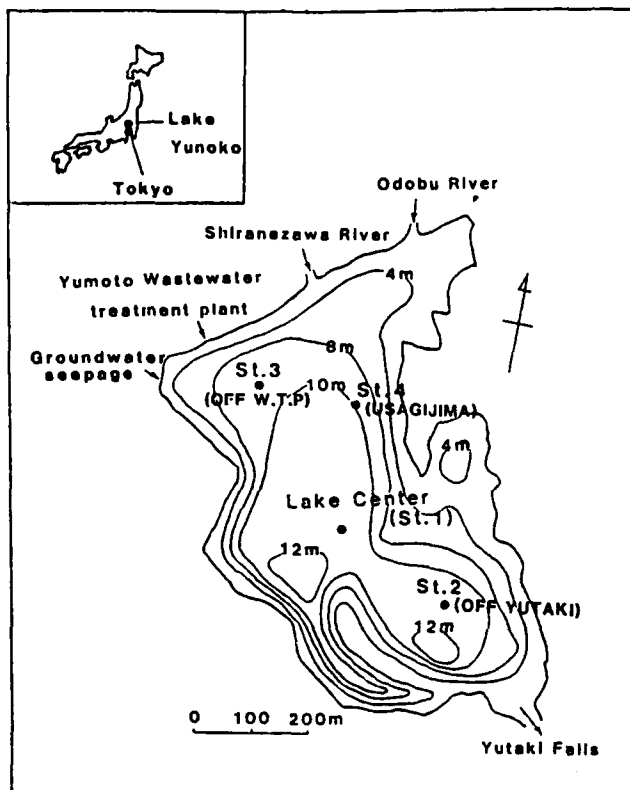 Lake
Yunoko
Tokyo
Odobu River
Shiranezawa River
Yumoto Wastewater
treatment plant
Groundwater
seepage
4m
8m
St.3
(OFF W.T.P)
10m
St.4
(USAGIJIMA)
4m
Lake Center
(St.1)
12m
St.2
(OFF YUTAKI)
12m
0 100 200m
Yutaki Falls
4